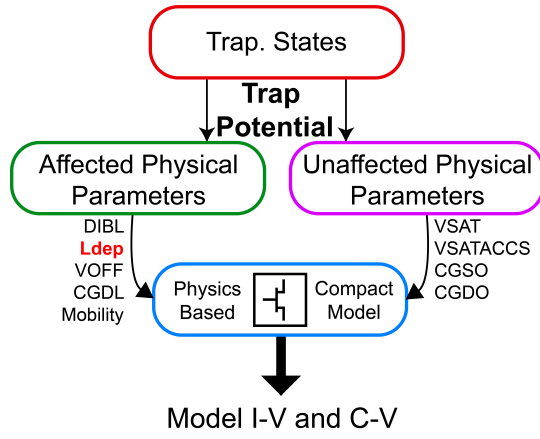 Trap. States
Trap
Potential
Affected Physical
Parameters
Unaffected Physical
Parameters
DIBL
Ldep
VOFF
CGDL
Mobility
VSAT
VSATACCS
CGSO
CGDO
Physics
Based
Compact
Model
Model I-V and C-V